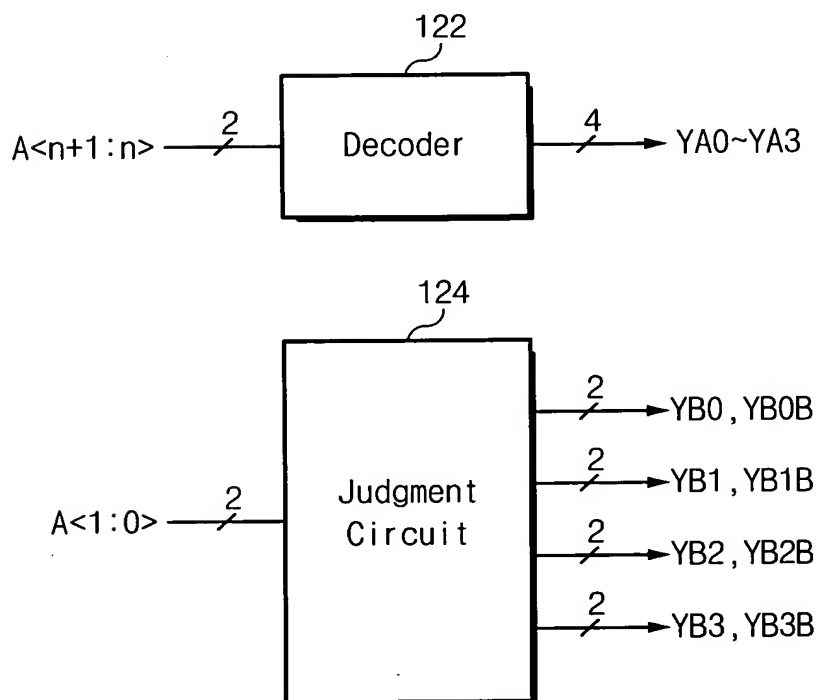 122
A<n+1:n>
2
Decoder
4
YA0~YA3
124
A<1:0>
2
Judgment
Circuit
2
YB0,YB0B
2
YB1,YB1B
2
YB2,YB2B
2
YB3,YB3B